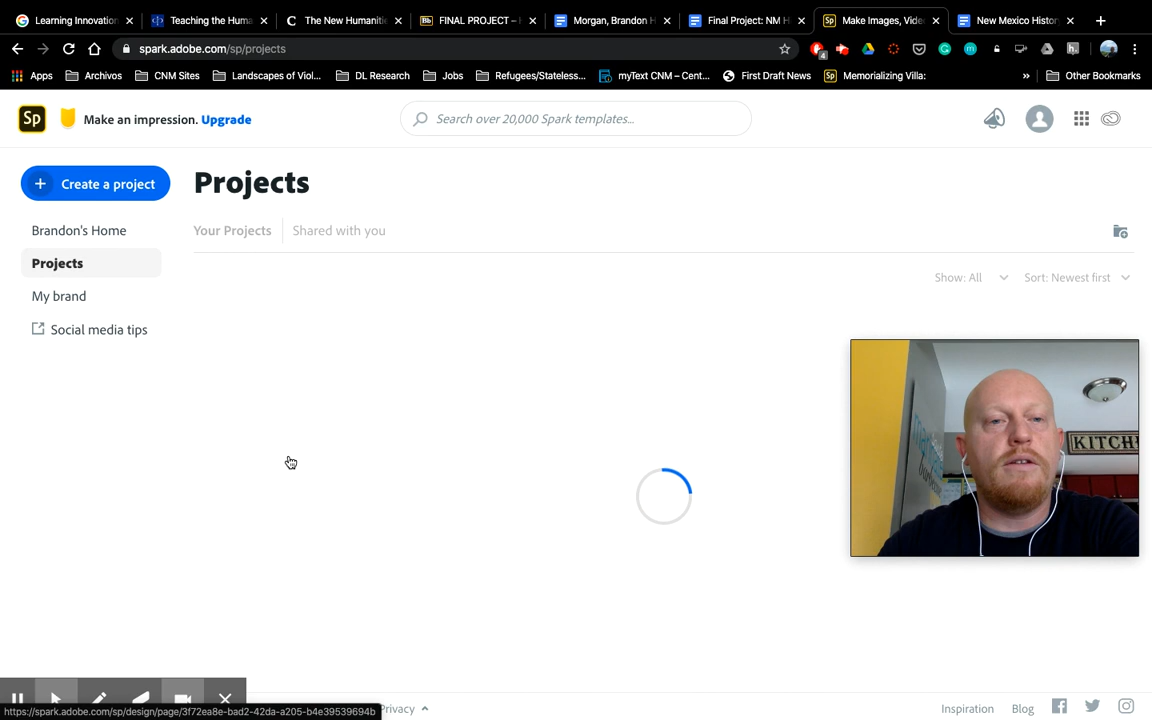 Learning Innovation
Teaching the Huma
The New Humanitie
FINAL PROJECT – H
Morgan, Brandon H
Final Project: NM H
Make Images, Vide
New Mexico Histor
spark.adobe.com/sp/projects
4
Apps
Archivos
CNM Sites
Landscapes of Viol...
DL Research
Jobs
Refugees/Stateless...
myText CNM – Cent...
First Draft News
Memorializing Villa:
»
Other Bookmarks
Sp
Make an impression. Upgrade
Search over 20,000 Spark templates...
Create a project
Projects
Brandon's Home
Your Projects
Shared with you
Projects
Show: All
Sort: Newest first
My brand
Social media tips
KITCH
https://spark.adobe.com/sp/design/page/3f72ea8e-bad2-42da-a205-b4e39539694b
Privacy
Inspiration
Blog